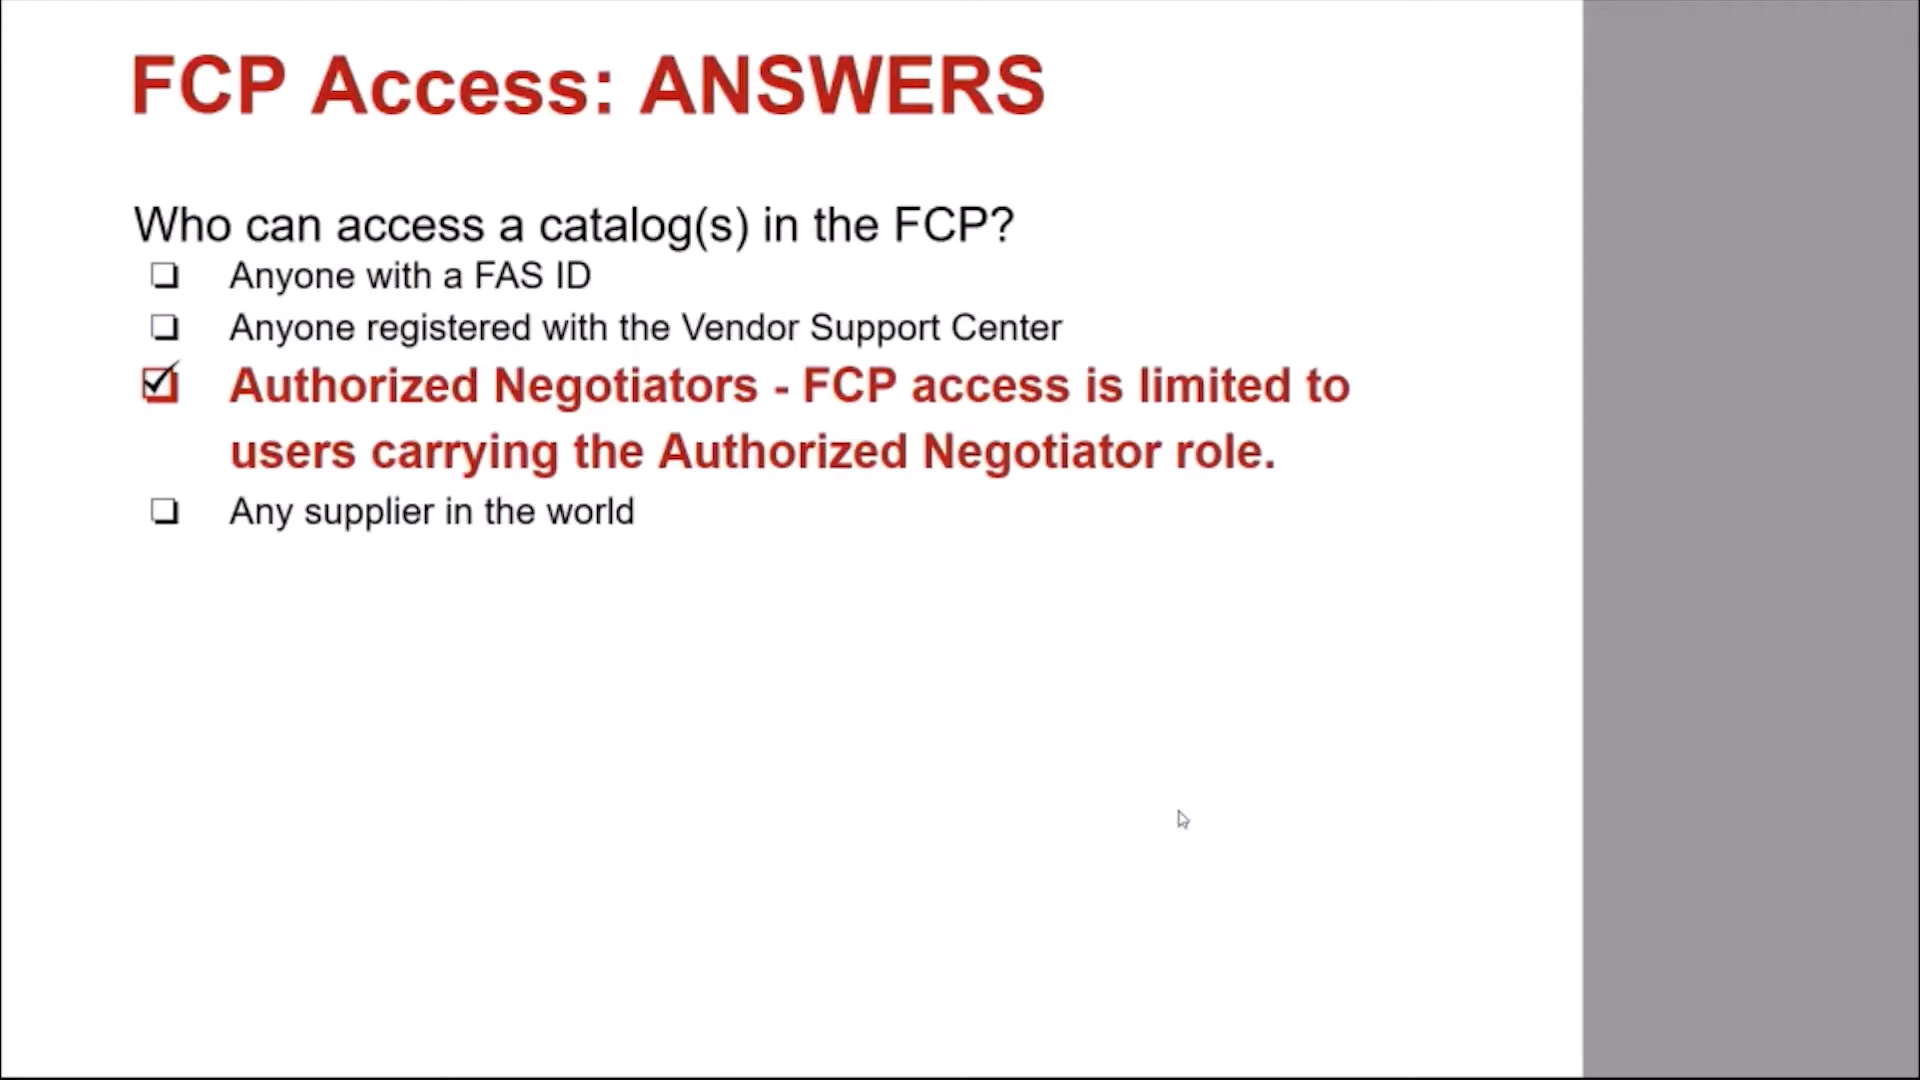 FCP Access: ANSWERS
Who can access a catalog(s) in the FCP?
Anyone with a FAS ID
Anyone registered with the Vendor Support Center
Authorized Negotiators - FCP access is limited to
users carrying the Authorized Negotiator role.
Any supplier in the world